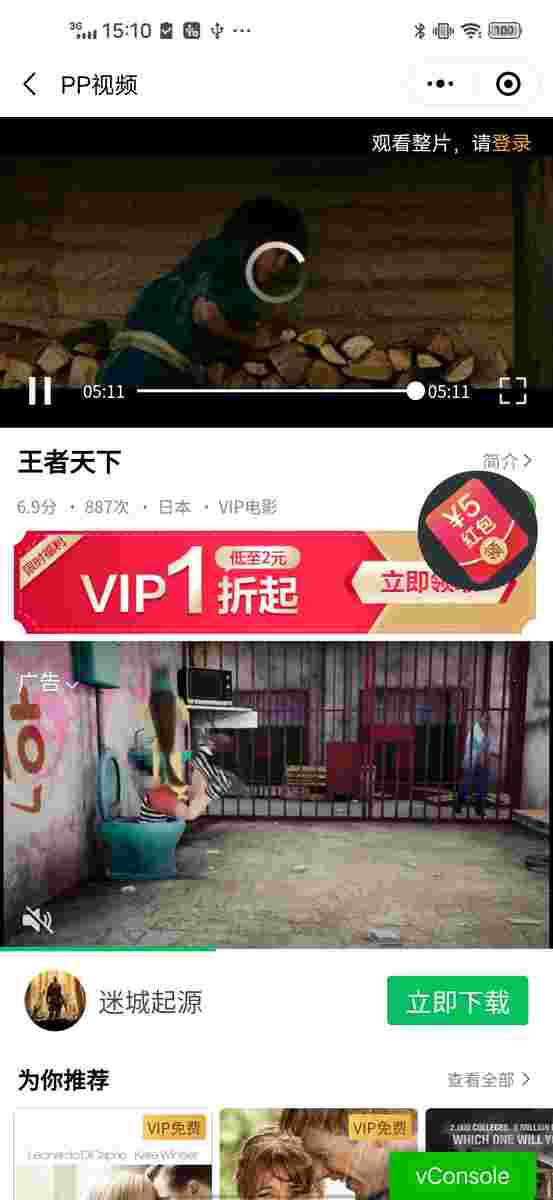 3G 15:10 100
PP视频
观看整片，请登录
05:11 05:11
王者天下 简介
6.9分 · 887次 · 日本 · VIP电影
¥5
红包
领
限时福利
低至2元
VIP1折起
立即领
广告
LOL
迷城起源 立即下载
为你推荐 查看全部
VIP免费 VIP免费
Leonardo DiCaprio Kate Winslet
2,000 COLLEGES. 8 MILLION
WHICH ONE WILL YO
vConsole